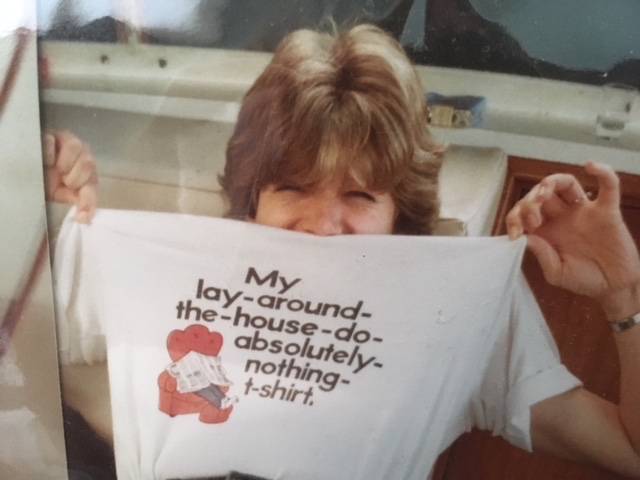 My
lay-around-
the-house-do-
absolutely-
nothing-
t-shirt.